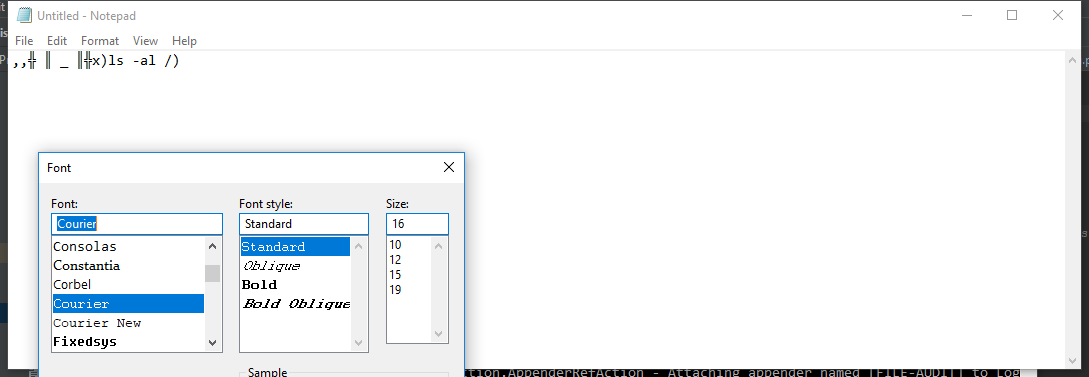 Untitled - Notepad
File Edit Format View Help
,,╬ ║ _ ║╬x)ls -al /)
Font
Font: Font style: Size:
Courier Standard 16
Consolas Standard 10
Constantia Oblique 12
Corbel Bold 15
Courier Bold Oblique 19
Courier New
Fixedsys
Sample
ction.AppenderRefAction - Attaching appender named [FILE-AUDIT] to Log